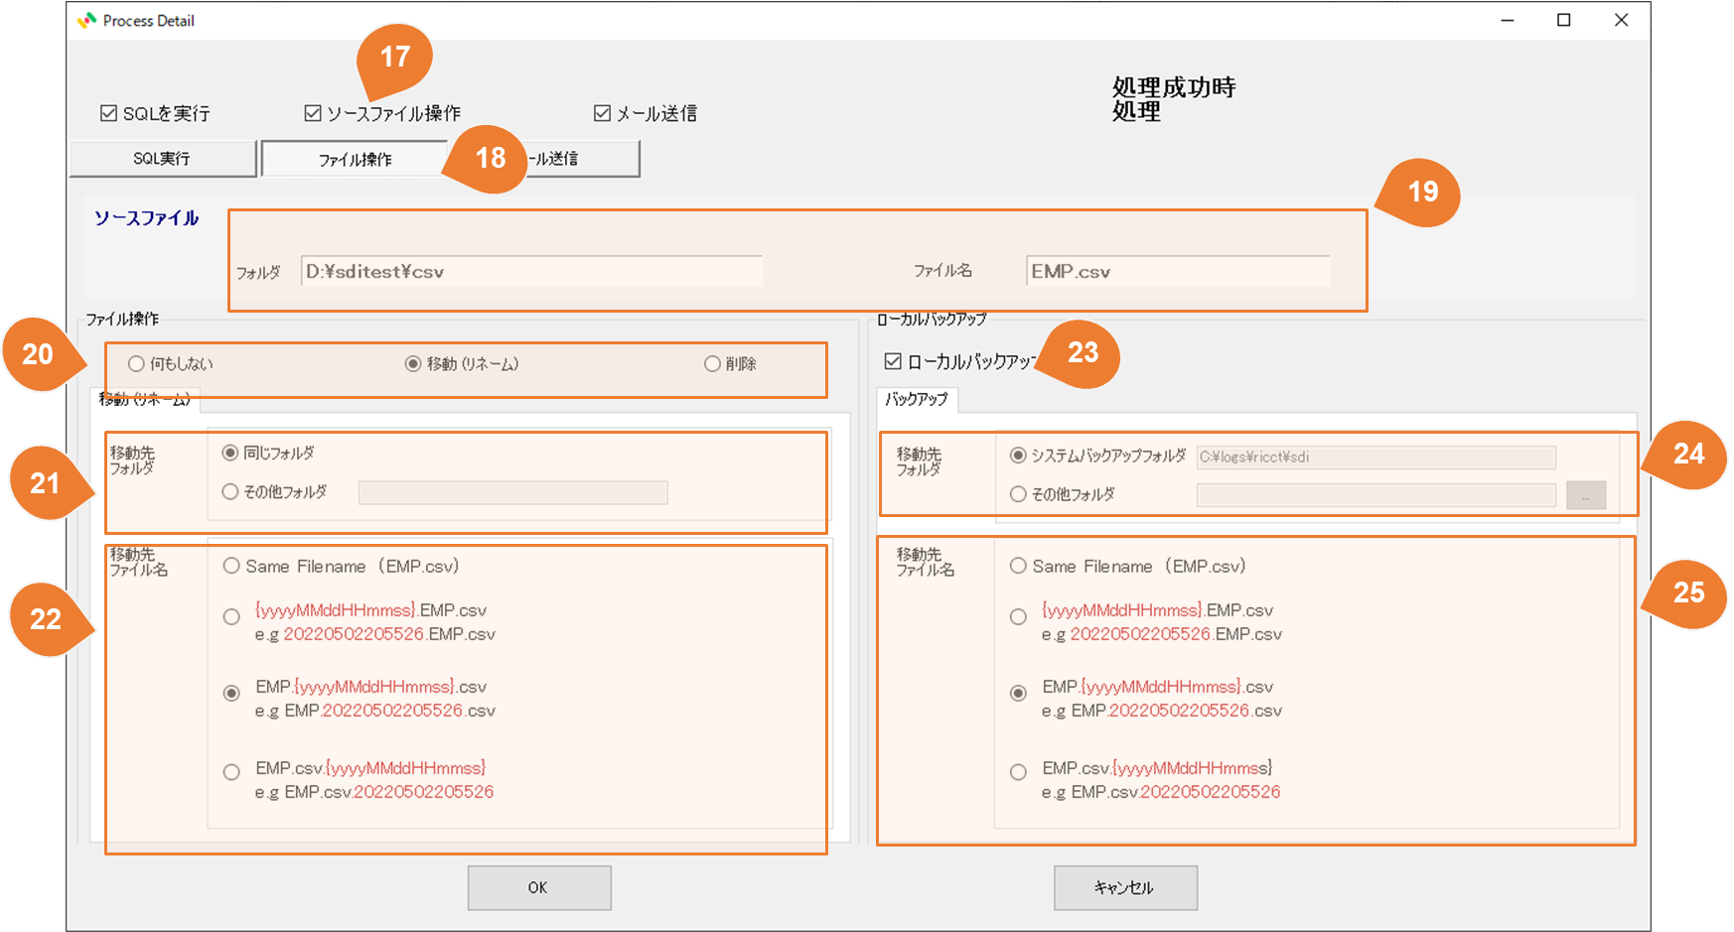 Process Detail
17
処理成功時
処理
SQLを実行
ソースファイル操作
メール送信
SQL実行
ファイル操作
18
ール送信
19
ソースファイル
フォルダ
D:¥sditest¥csv
ファイル名
EMP.csv
ファイル操作
ローカルバックアップ
20
何もしない
移動（リネーム）
削除
ローカルバックアップ
23
移動（リネーム）
バックアップ
21
移動先
フォルダ
同じフォルダ
その他フォルダ
移動先
フォルダ
システムバックアップフォルダ
C:¥logs¥ricct¥sdi
その他フォルダ
...
24
22
移動先
ファイル名
Same Filename（EMP.csv）
{yyyyMMddHHmmss}.EMP.csv
e.g 20220502205526.EMP.csv
EMP.{yyyyMMddHHmmss}.csv
e.g EMP.20220502205526.csv
EMP.csv.{yyyyMMddHHmmss}
e.g EMP.csv.20220502205526
移動先
ファイル名
Same Filename（EMP.csv）
{yyyyMMddHHmmss}.EMP.csv
e.g 20220502205526.EMP.csv
EMP.{yyyyMMddHHmmss}.csv
e.g EMP.20220502205526.csv
EMP.csv.{yyyyMMddHHmmss}
e.g EMP.csv.20220502205526
25
OK
キャンセル